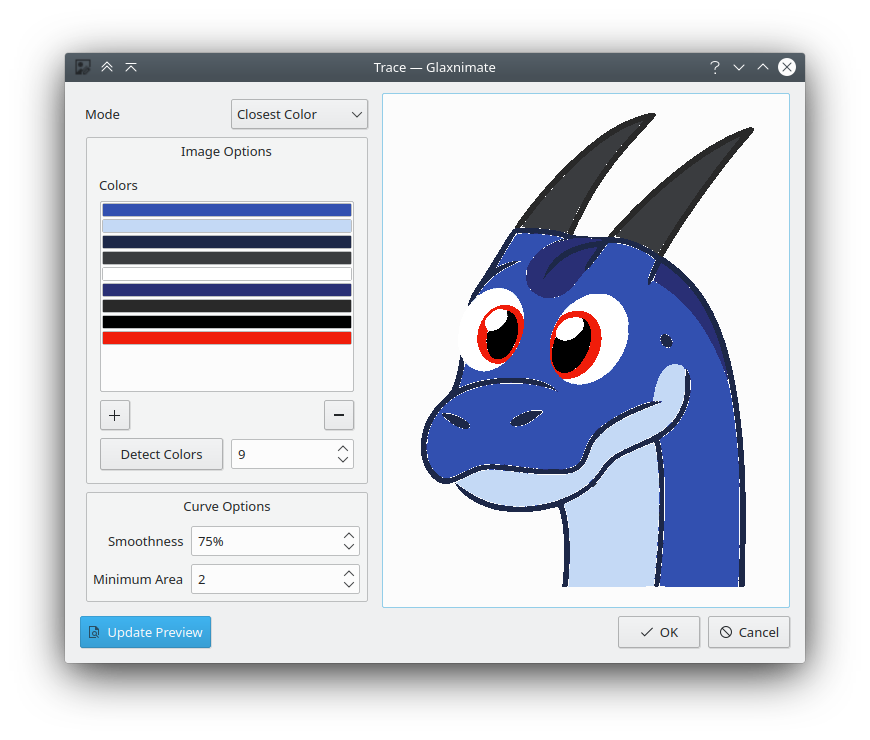 Trace — Glaxnimate
Mode
Closest Color
Image Options
Colors
Detect Colors
9
Curve Options
Smoothness
75%
Minimum Area
2
Update Preview
OK
Cancel